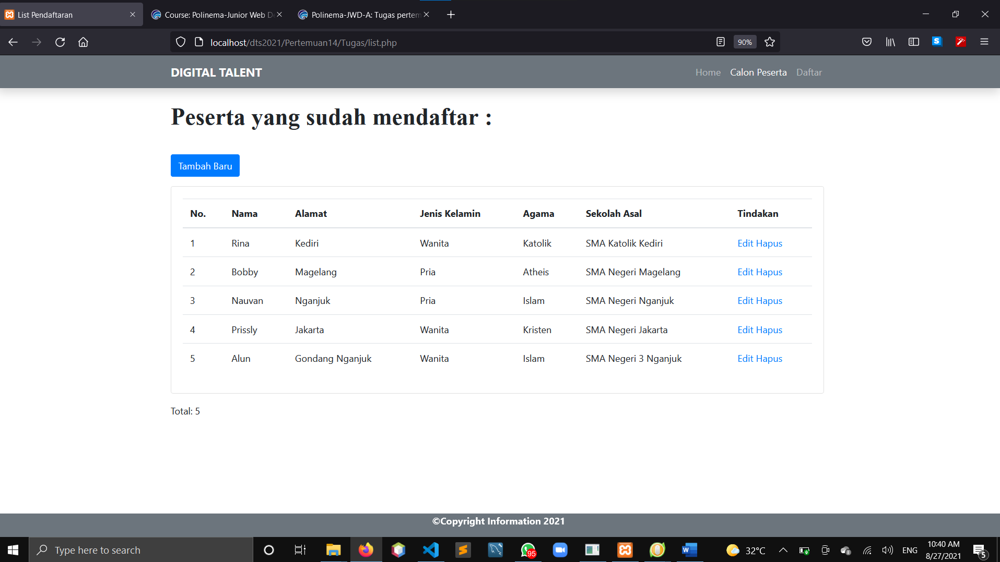 List Pendaftaran
Course: Polinema-Junior Web De
Polinema-JWD-A: Tugas pertem
localhost/dts2021/Pertemuan14/Tugas/list.php
90%
S
DIGITAL TALENT
Home Calon Peserta Daftar
Peserta yang sudah mendaftar :
Tambah Baru
No. Nama Alamat Jenis Kelamin Agama Sekolah Asal Tindakan
1 Rina Kediri Wanita Katolik SMA Katolik Kediri Edit Hapus
2 Bobby Magelang Pria Atheis SMA Negeri Magelang Edit Hapus
3 Nauvan Nganjuk Pria Islam SMA Negeri Nganjuk Edit Hapus
4 Prissly Jakarta Wanita Kristen SMA Negeri Jakarta Edit Hapus
5 Alun Gondang Nganjuk Wanita Islam SMA Negeri 3 Nganjuk Edit Hapus
Total: 5
©Copyright Information 2021
Type here to search
95
W
32°C
ENG
10:40 AM
8/27/2021
5